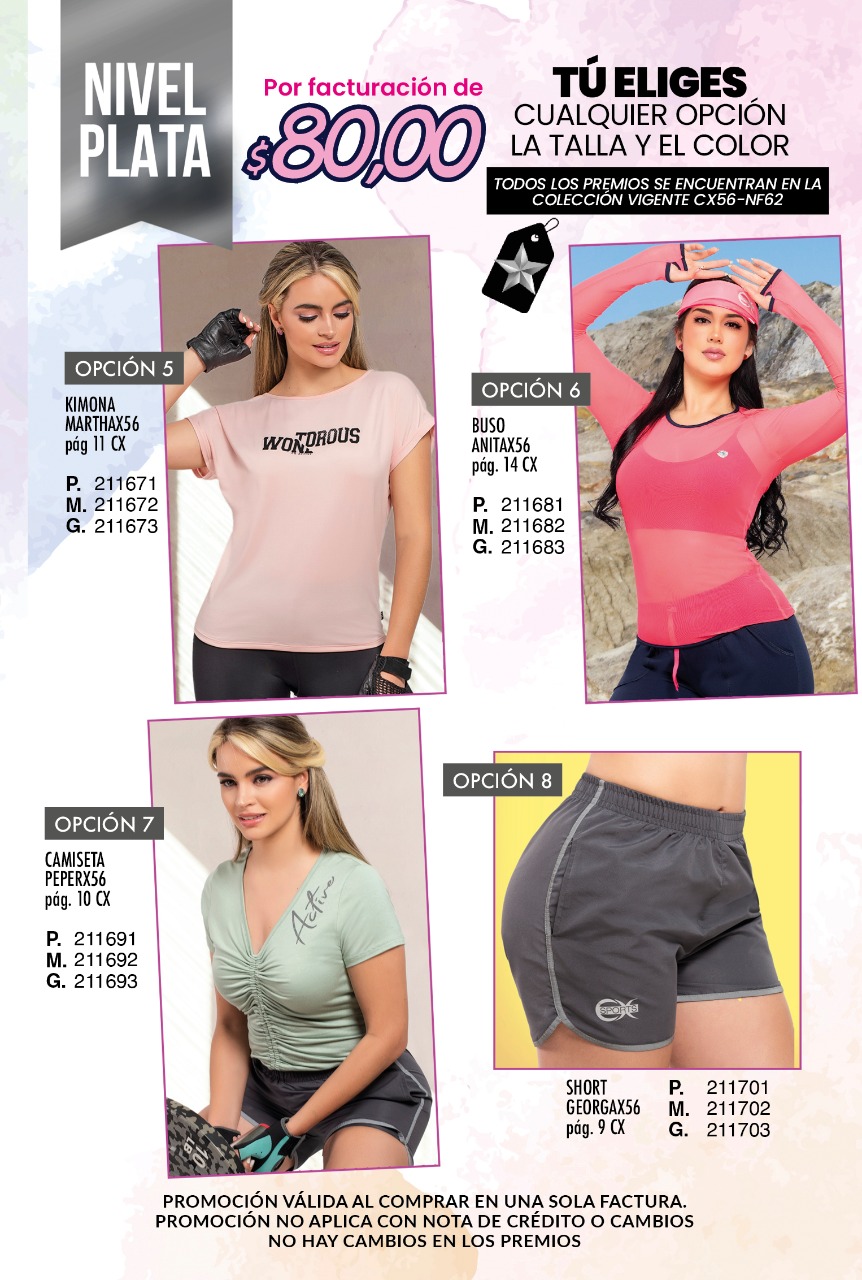 NIVEL
PLATA
Por facturación de
$80,00
TÚ ELIGES
CUALQUIER OPCIÓN
LA TALLA Y EL COLOR
TODOS LOS PREMIOS SE ENCUENTRAN EN LA
COLECCIÓN VIGENTE CX56-NF62
OPCIÓN 5
KIMONA
MARTHAX56
pág 11 CX
P. 211671
M. 211672
G. 211673
WONTDROUS
OPCIÓN 6
BUSO
ANITAX56
pág. 14 CX
P. 211681
M. 211682
G. 211683
OPCIÓN 7
CAMISETA
PEPERX56
pág. 10 CX
P. 211691
M. 211692
G. 211693
Active
OPCIÓN 8
CX
SPORTS
SHORT
GEORGAX56
pág. 9 CX
P. 211701
M. 211702
G. 211703
PROMOCIÓN VÁLIDA AL COMPRAR EN UNA SOLA FACTURA.
PROMOCIÓN NO APLICA CON NOTA DE CRÉDITO O CAMBIOS
NO HAY CAMBIOS EN LOS PREMIOS